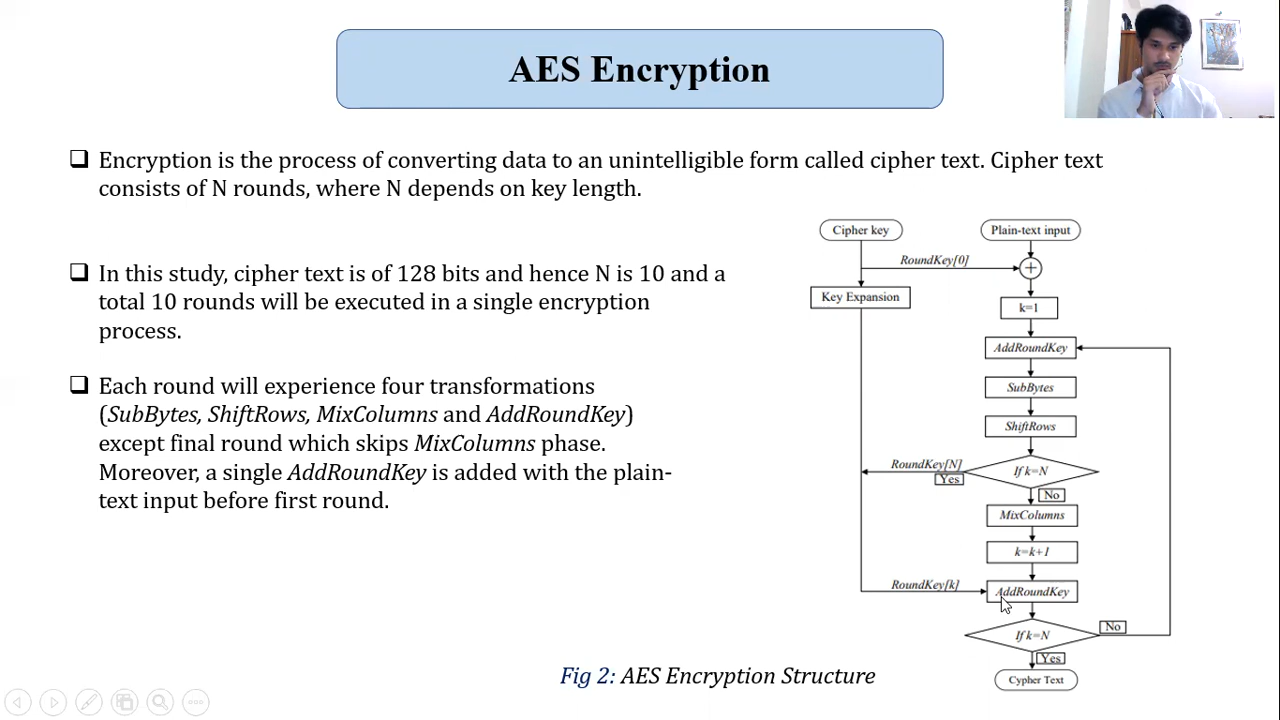 AES Encryption
❑ Encryption is the process of converting data to an unintelligible form called cipher text. Cipher text
consists of N rounds, where N depends on key length.
❑ In this study, cipher text is of 128 bits and hence N is 10 and a
total 10 rounds will be executed in a single encryption
process.
❑ Each round will experience four transformations
(SubBytes, ShiftRows, MixColumns and AddRoundKey)
except final round which skips MixColumns phase.
Moreover, a single AddRoundKey is added with the plain-
text input before first round.
Cipher key
Plain-text input
RoundKey[0]
Key Expansion
k=1
AddRoundKey
SubBytes
ShiftRows
RoundKey[N]
Yes
If k=N
No
MixColumns
k=k+1
RoundKey[k]
AddRoundKey
If k=N
No
Yes
Cypher Text
Fig 2: AES Encryption Structure